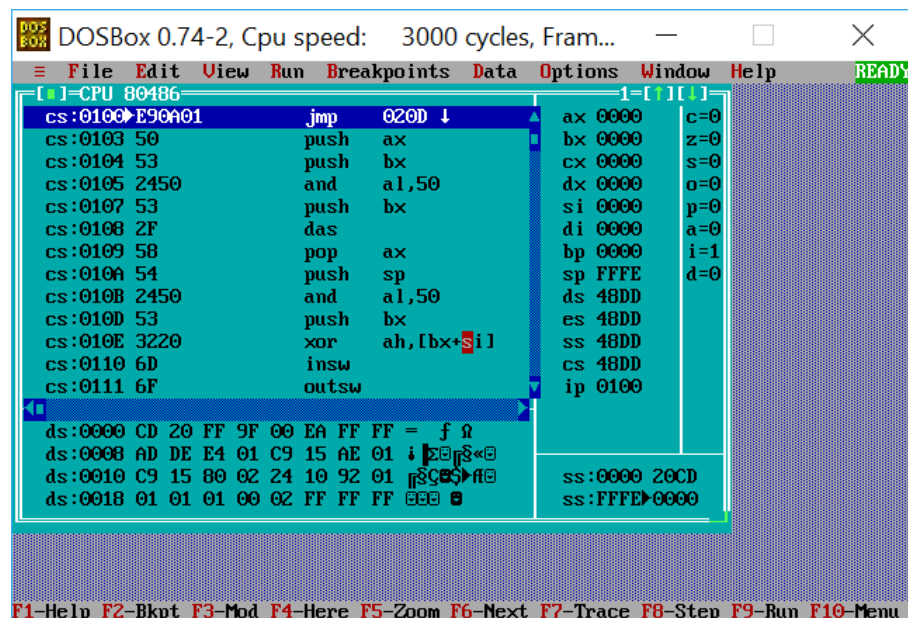 DOS BOX DOSBox 0.74-2, Cpu speed: 3000 cycles, Fram...
≡ File Edit View Run Breakpoints Data Options Window Help READY
[■]=CPU 80486 1=[↑][↓]
cs:0100►E90A01 jmp 020D ↓ ax 0000 c=0
cs:0103 50 push ax bx 0000 z=0
cs:0104 53 push bx cx 0000 s=0
cs:0105 2450 and al,50 dx 0000 o=0
cs:0107 53 push bx si 0000 p=0
cs:0108 2F das di 0000 a=0
cs:0109 58 pop ax bp 0000 i=1
cs:010A 54 push sp sp FFFE d=0
cs:010B 2450 and al,50 ds 48DD
cs:010D 53 push bx es 48DD
cs:010E 3220 xor ah,[bx+si] ss 48DD
cs:0110 6D insw cs 48DD
cs:0111 6F outsw ip 0100
ds:0000 CD 20 FF 9F 00 EA FF FF = ƒ Ω
ds:0008 AD DE E4 01 C9 15 AE 01 ¡▐Σ☺╔§«☺
ds:0010 C9 15 80 02 24 10 92 01 ╔§Ç☻$►Æ☺ ss:0000 20CD
ds:0018 01 01 01 00 02 FF FF FF ☺☺☺ ☻ ss:FFFE►0000
F1-Help F2-Bkpt F3-Mod F4-Here F5-Zoom F6-Next F7-Trace F8-Step F9-Run F10-Menu